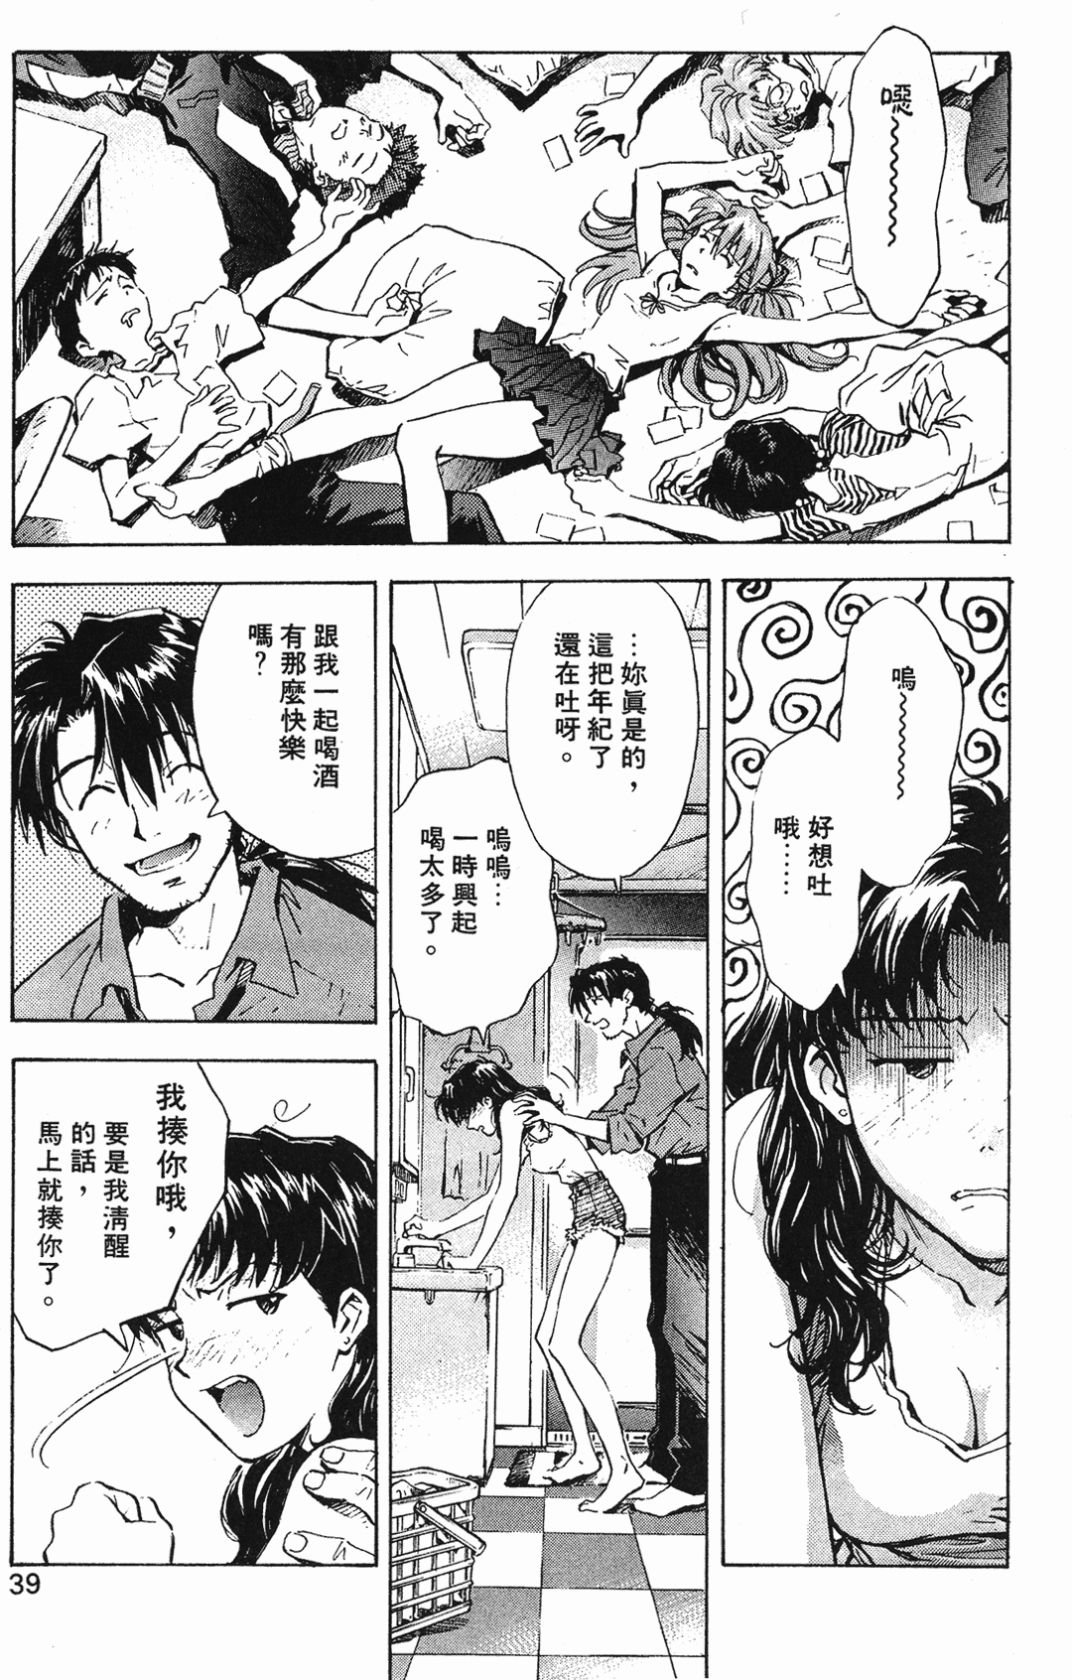 噁～～～～
嗚～～～～
好想吐
哦……
…妳真是的，
這把年紀了
還在吐呀。
嗚嗚…
一時興起
喝太多了。
跟我一起喝酒
有那麼快樂
嗎？
我揍你哦，
要是我清醒
的話，
馬上就揍你了。
39